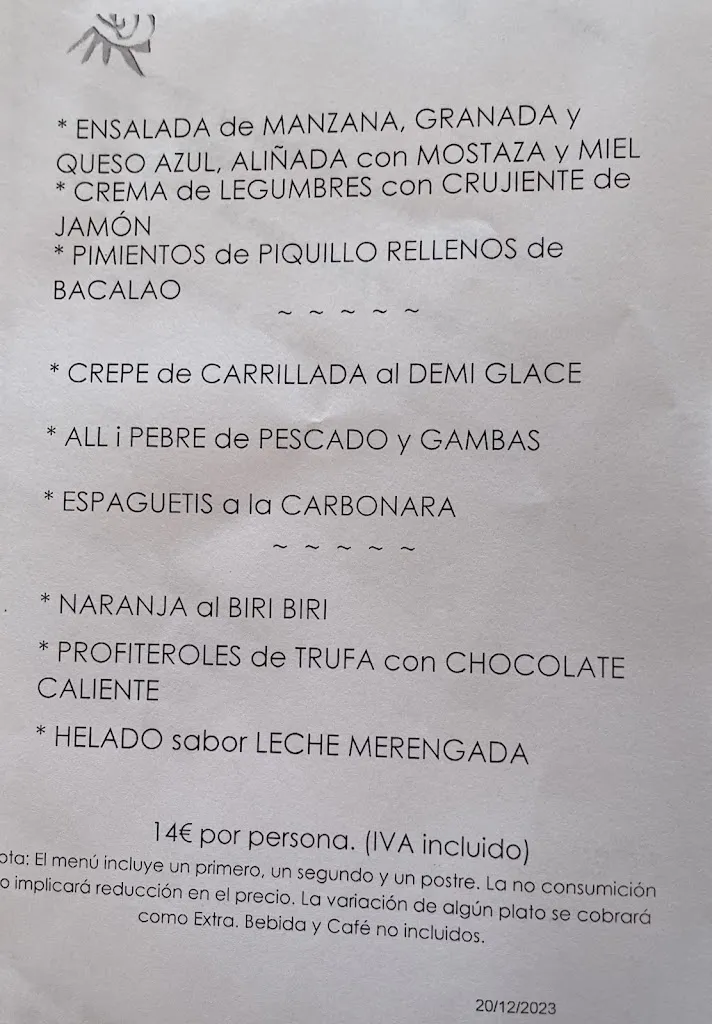 * ENSALADA de MANZANA, GRANADA y
QUESO AZUL, ALIÑADA con MOSTAZA y MIEL
* CREMA de LEGUMBRES con CRUJIENTE de
JAMÓN
* PIMIENTOS de PIQUILLO RELLENOS de
BACALAO
~ ~ ~ ~ ~
* CREPE de CARRILLADA al DEMI GLACE
* ALL i PEBRE de PESCADO y GAMBAS
* ESPAGUETIS a la CARBONARA
~ ~ ~ ~ ~
* NARANJA al BIRI BIRI
* PROFITEROLES de TRUFA con CHOCOLATE
CALIENTE
* HELADO sabor LECHE MERENGADA
14€ por persona. (IVA incluido)
ota: El menú incluye un primero, un segundo y un postre. La no consumición
o implicará reducción en el precio. La variación de algún plato se cobrará
como Extra. Bebida y Café no incluidos.
20/12/2023